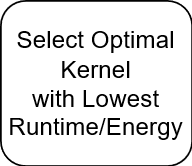 Select Optimal
Kernel
with Lowest
Runtime/Energy